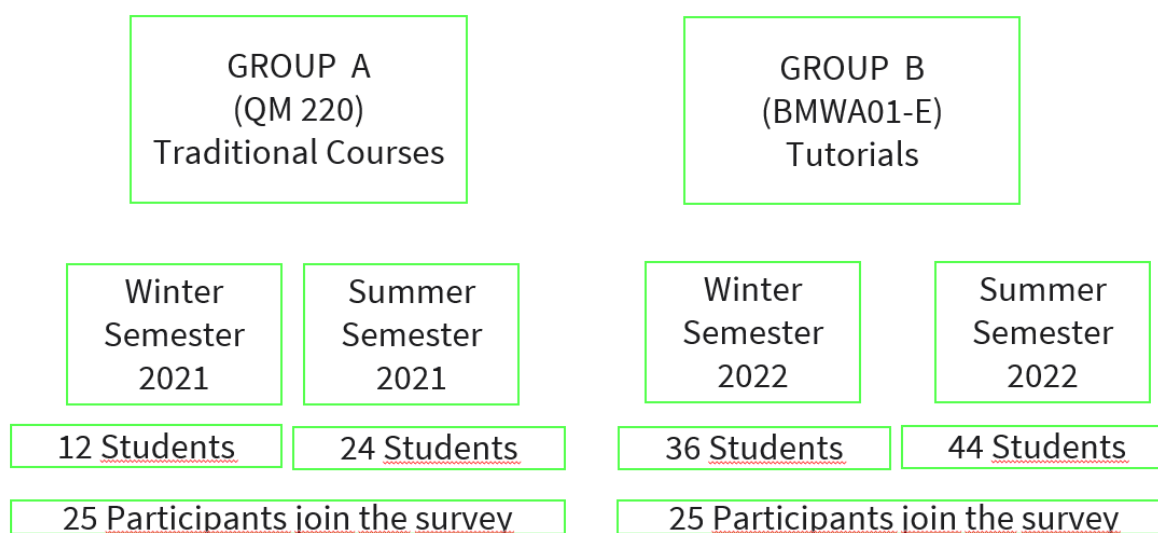 GROUP  A
(QM 220)
Traditional Courses
GROUP  B
(BMWA01-E)
Tutorials
Winter
Semester
2021
Summer
Semester
2021
Winter
Semester
2022
Summer
Semester
2022
12 Students
24 Students
36 Students
44 Students
25 Participants join the survey
25 Participants join the survey